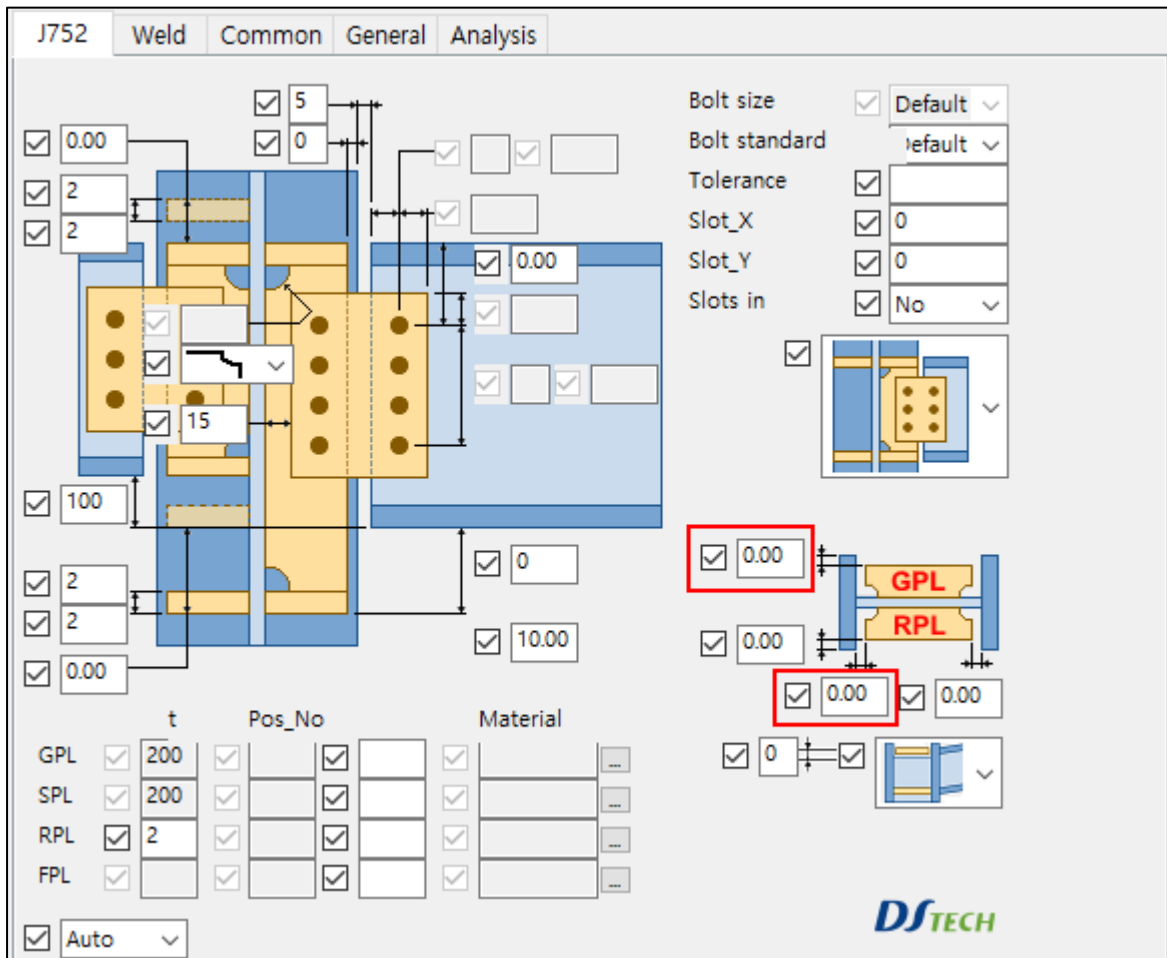 J752 Weld Common General Analysis
5
0
0.00
2
2
0.00
15
100
0
2
2
10.00
0.00
Bolt size Default
Bolt standard Default
Tolerance
Slot_X 0
Slot_Y 0
Slots in No
0.00
GPL
RPL
0.00
0.00 0.00
0
t Pos_No Material
GPL 200 ...
SPL 200 ...
RPL 2 ...
FPL ...
Auto
DSTECH